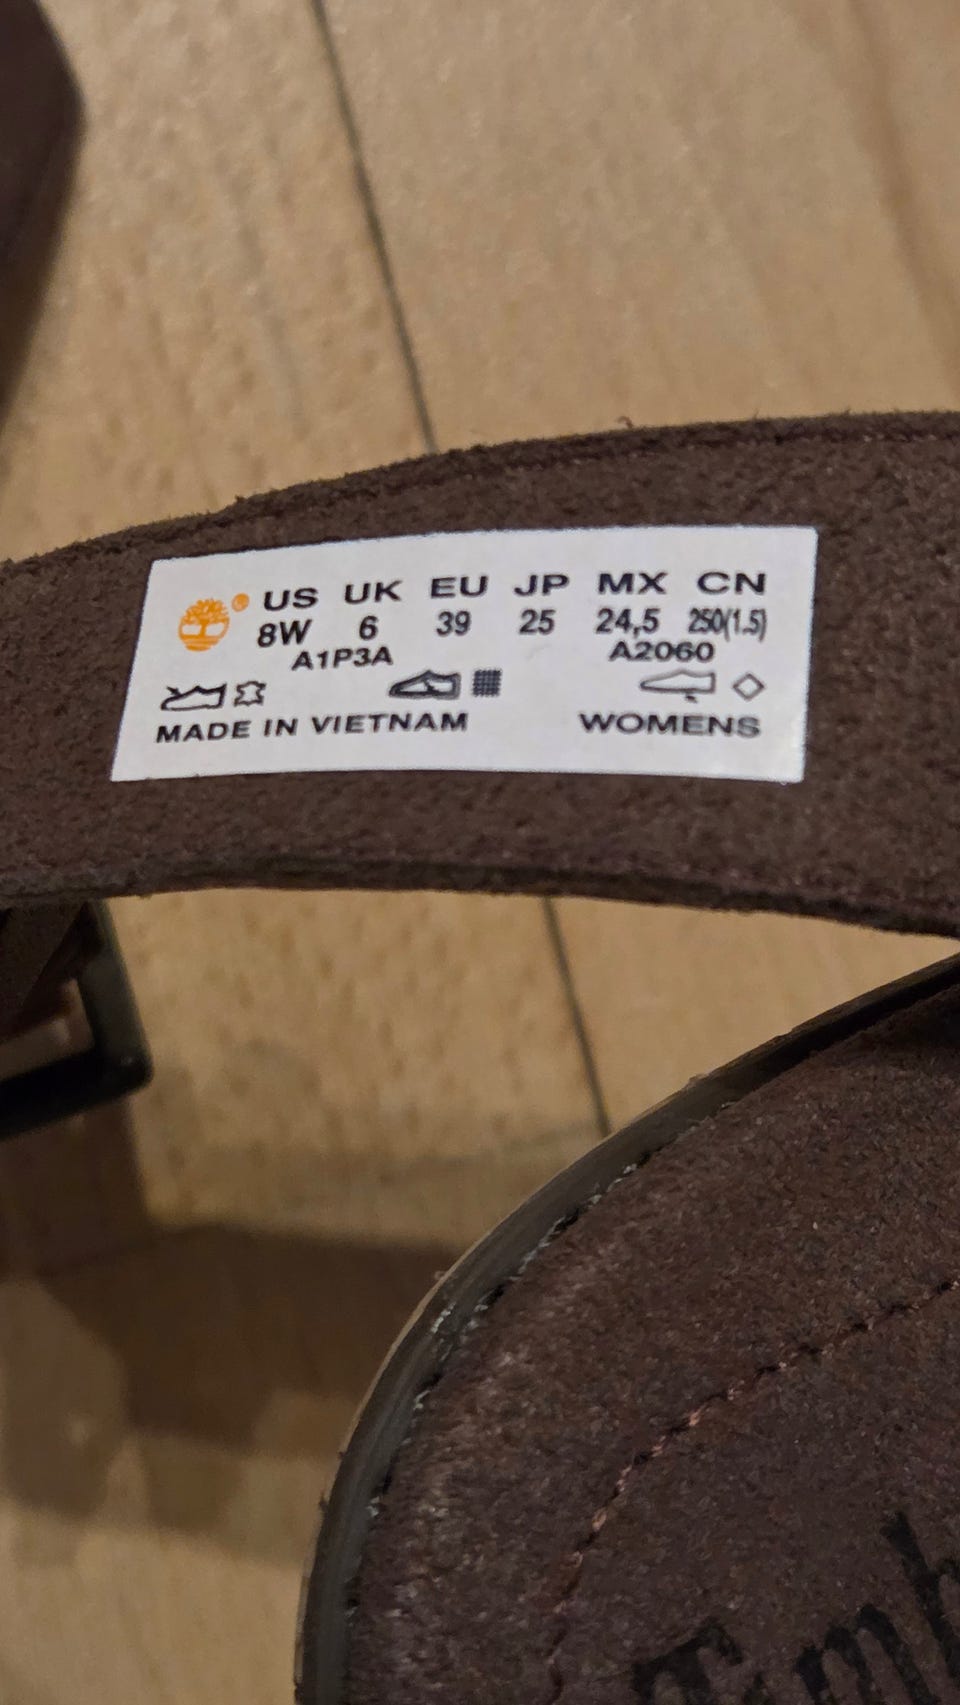 ® US UK EU JP MX CN
8W 6 39 25 24,5 250(1.5)
A1P3A A2060
MADE IN VIETNAM WOMENS
Timb